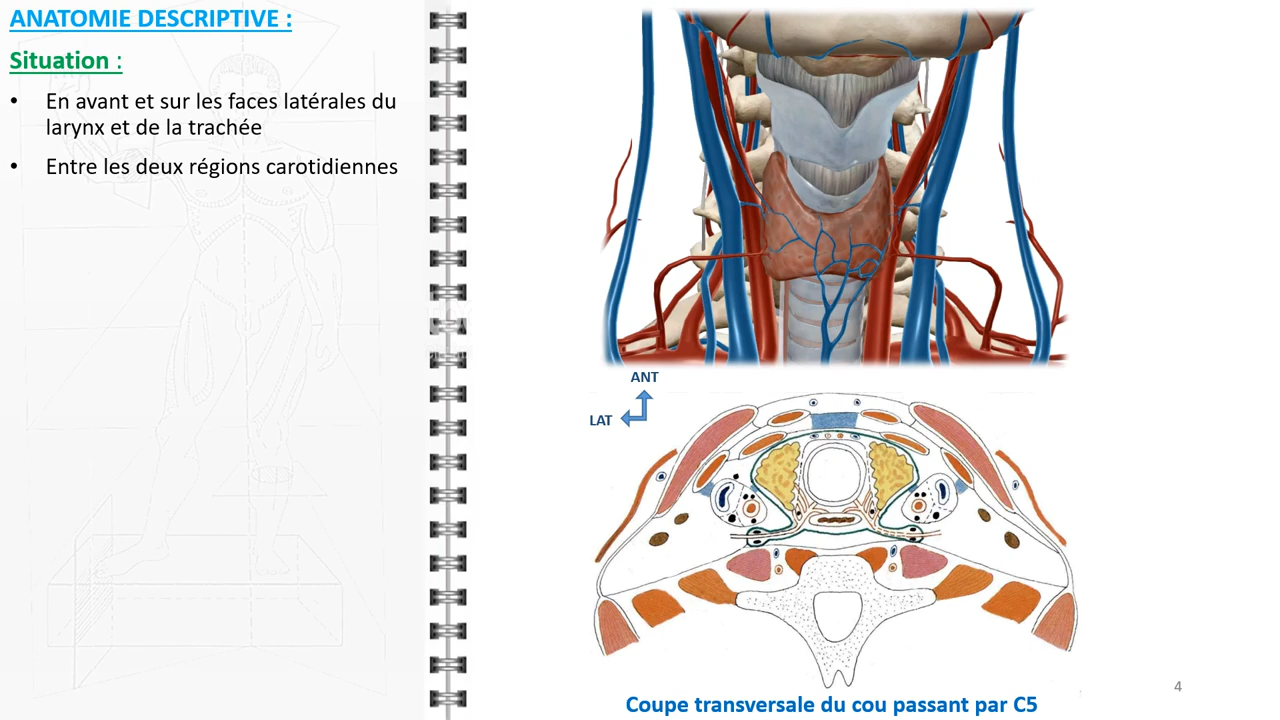 ANATOMIE DESCRIPTIVE :
Situation :
• En avant et sur les faces latérales du
larynx et de la trachée
• Entre les deux régions carotidiennes
ANT
LAT
Coupe transversale du cou passant par C5
4